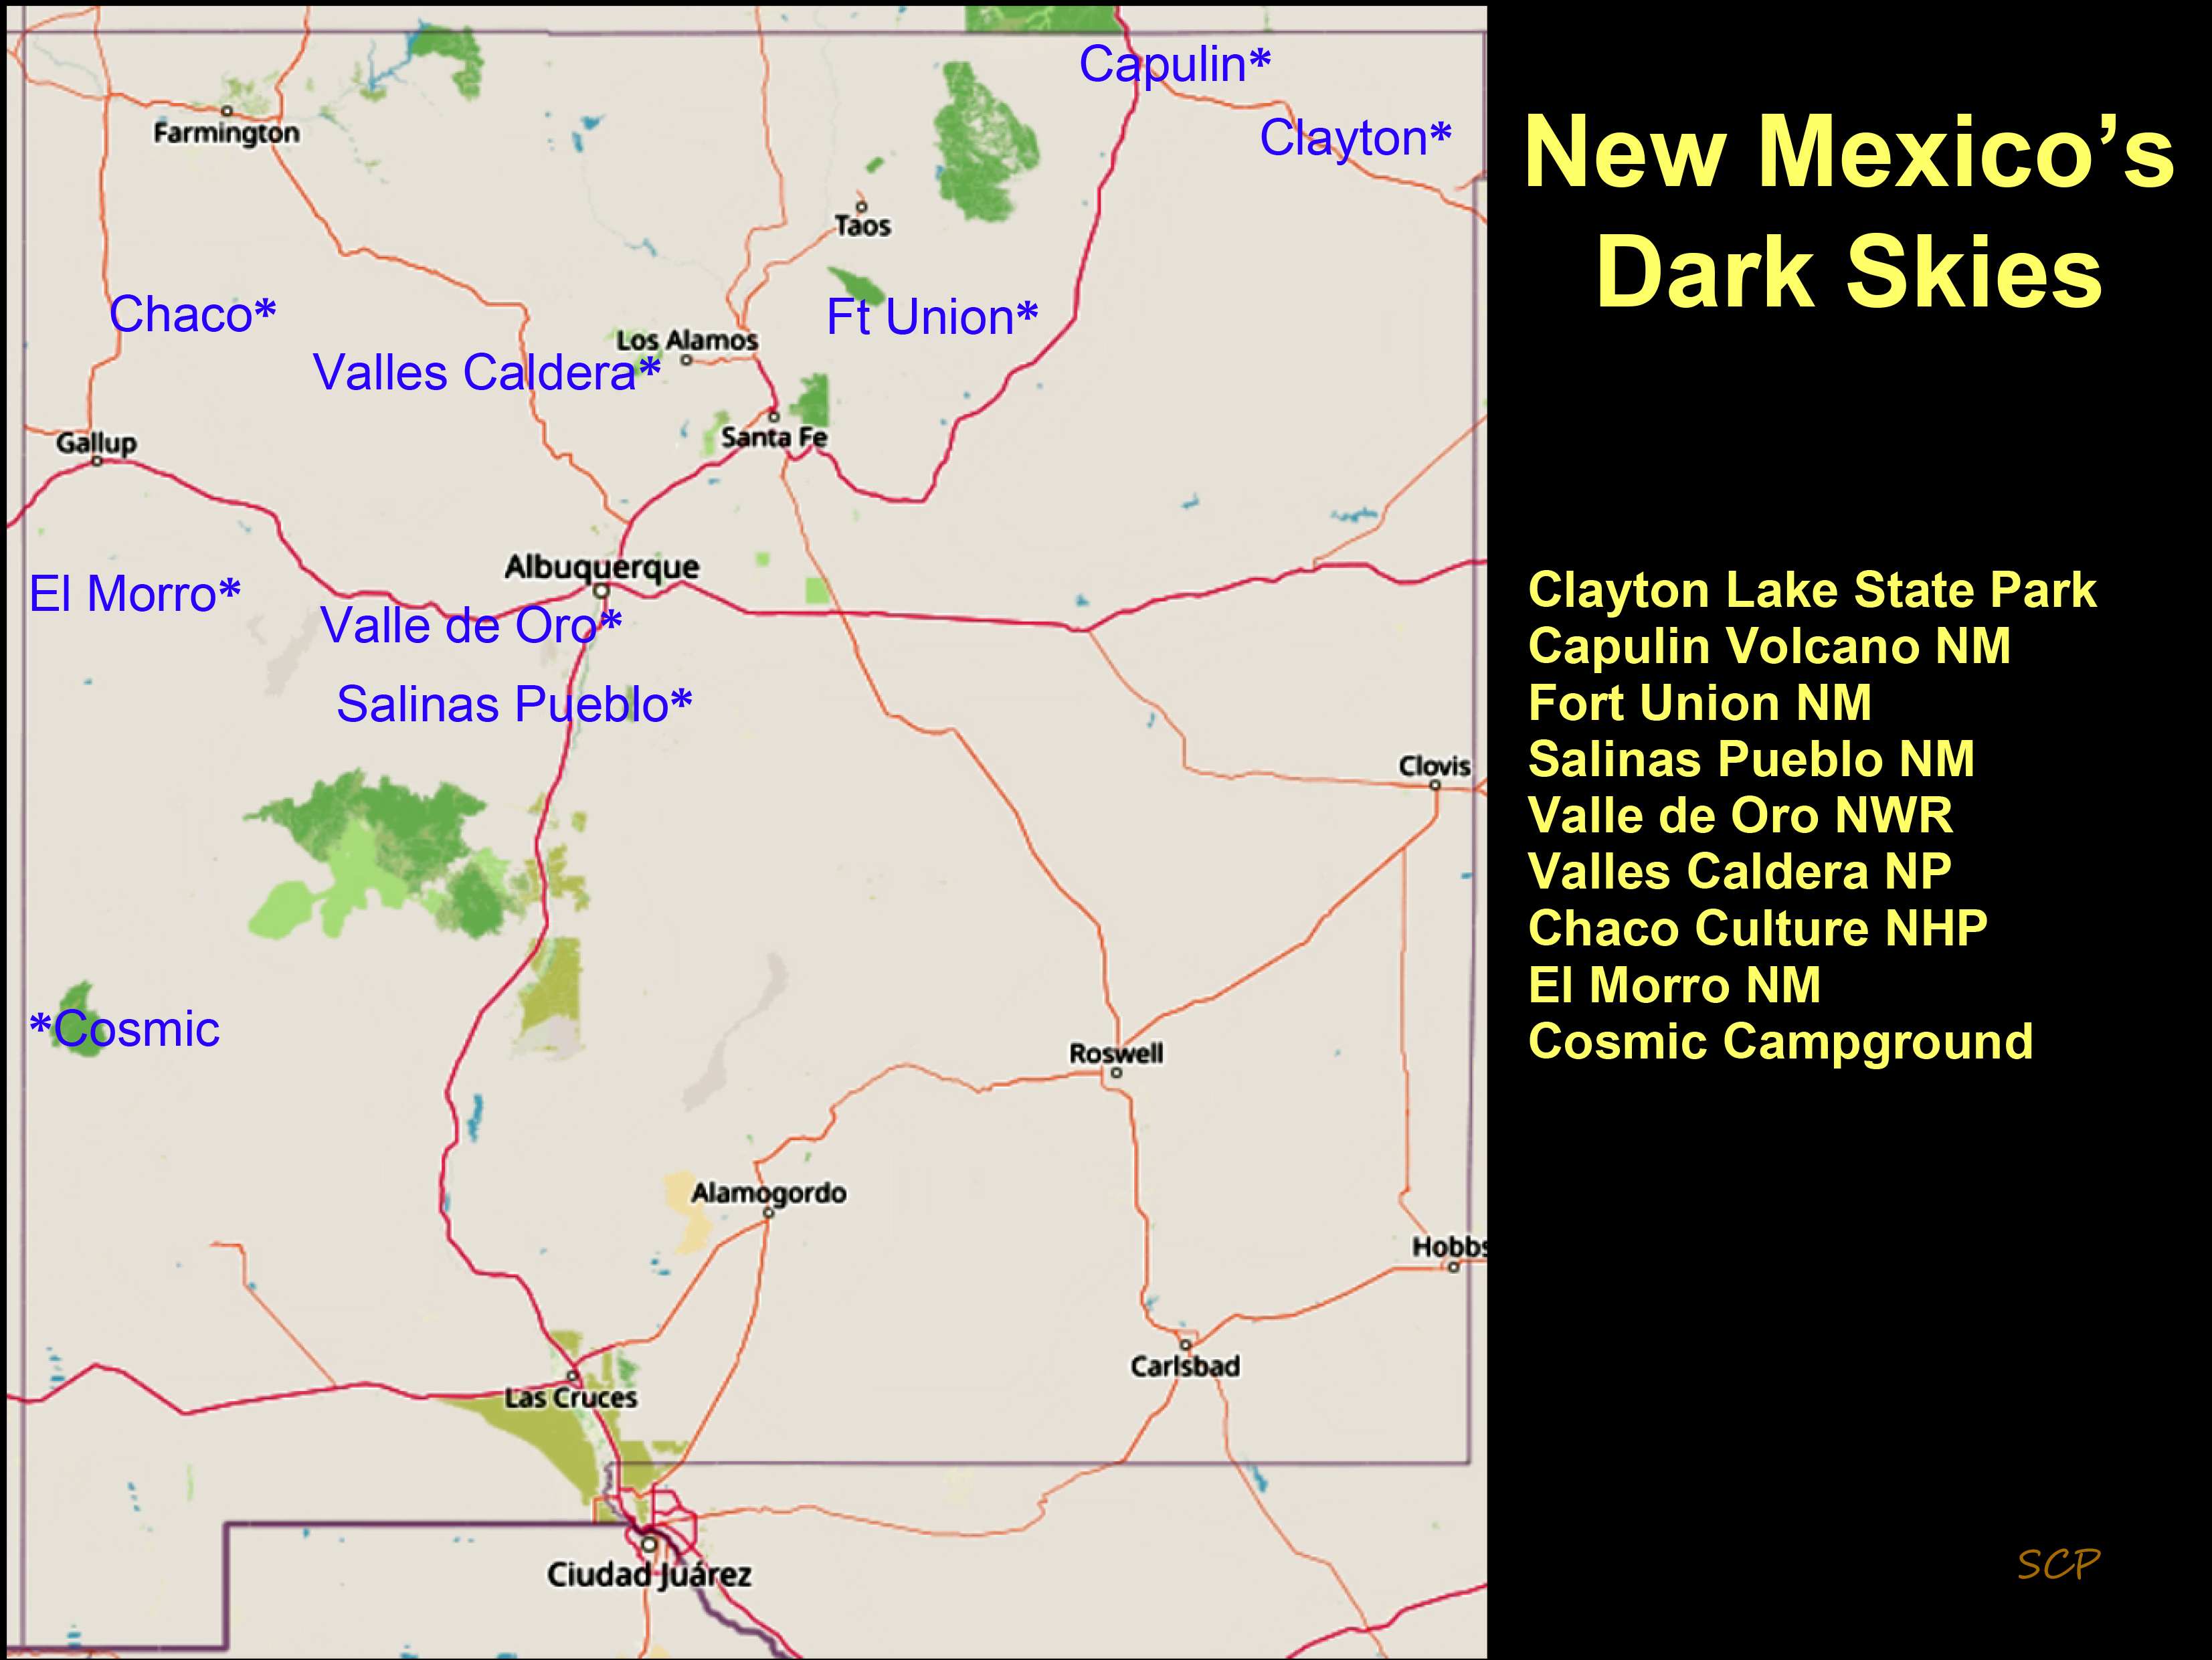 New Mexico’s
Dark Skies
Capulin*
Clayton*
Farmington
Taos
Chaco*
Ft Union*
Los Alamos
Valles Caldera*
Santa Fe
Gallup
Albuquerque
El Morro*
Valle de Oro*
Salinas Pueblo*
Clovis
*Cosmic
Roswell
Alamogordo
Hobbs
Carlsbad
Las Cruces
Ciudad Juárez
Clayton Lake State Park
Capulin Volcano NM
Fort Union NM
Salinas Pueblo NM
Valle de Oro NWR
Valles Caldera NP
Chaco Culture NHP
El Morro NM
Cosmic Campground
SCP